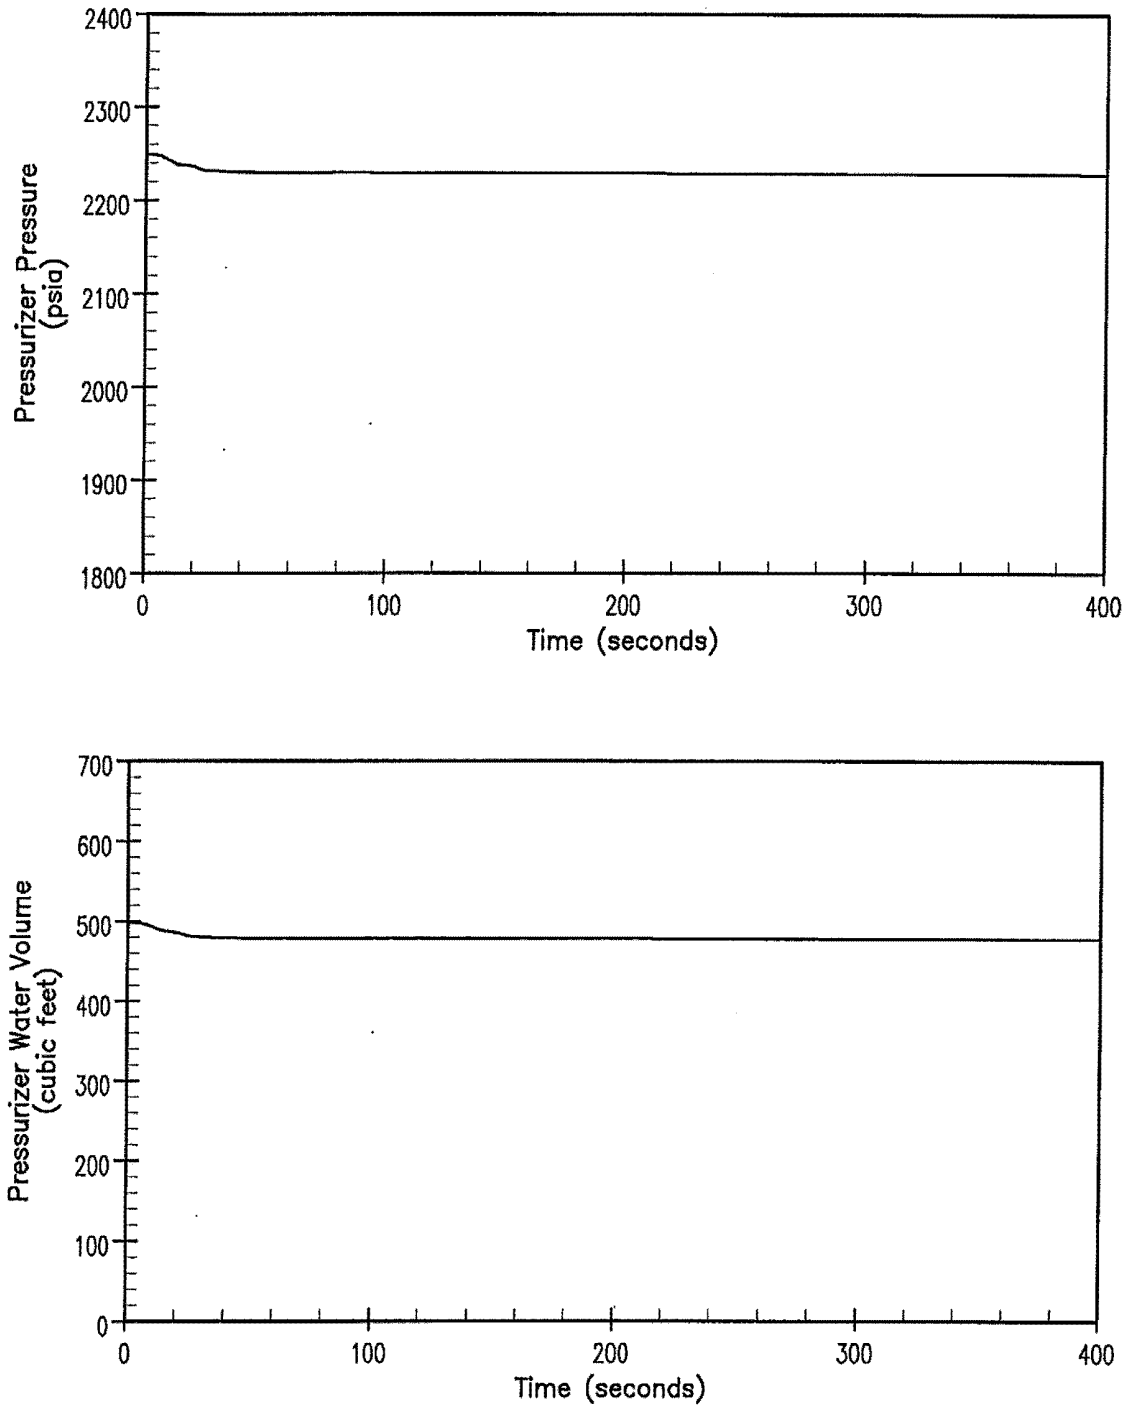 2400
2300
2200
2100
2000
1900
1800
Pressurizer Pressure
(psia)
0 100 200 300 400
Time (seconds)
700
600
500
400
300
200
100
0
Pressurizer Water Volume
(cubic feet)
0 100 200 300 400
Time (seconds)